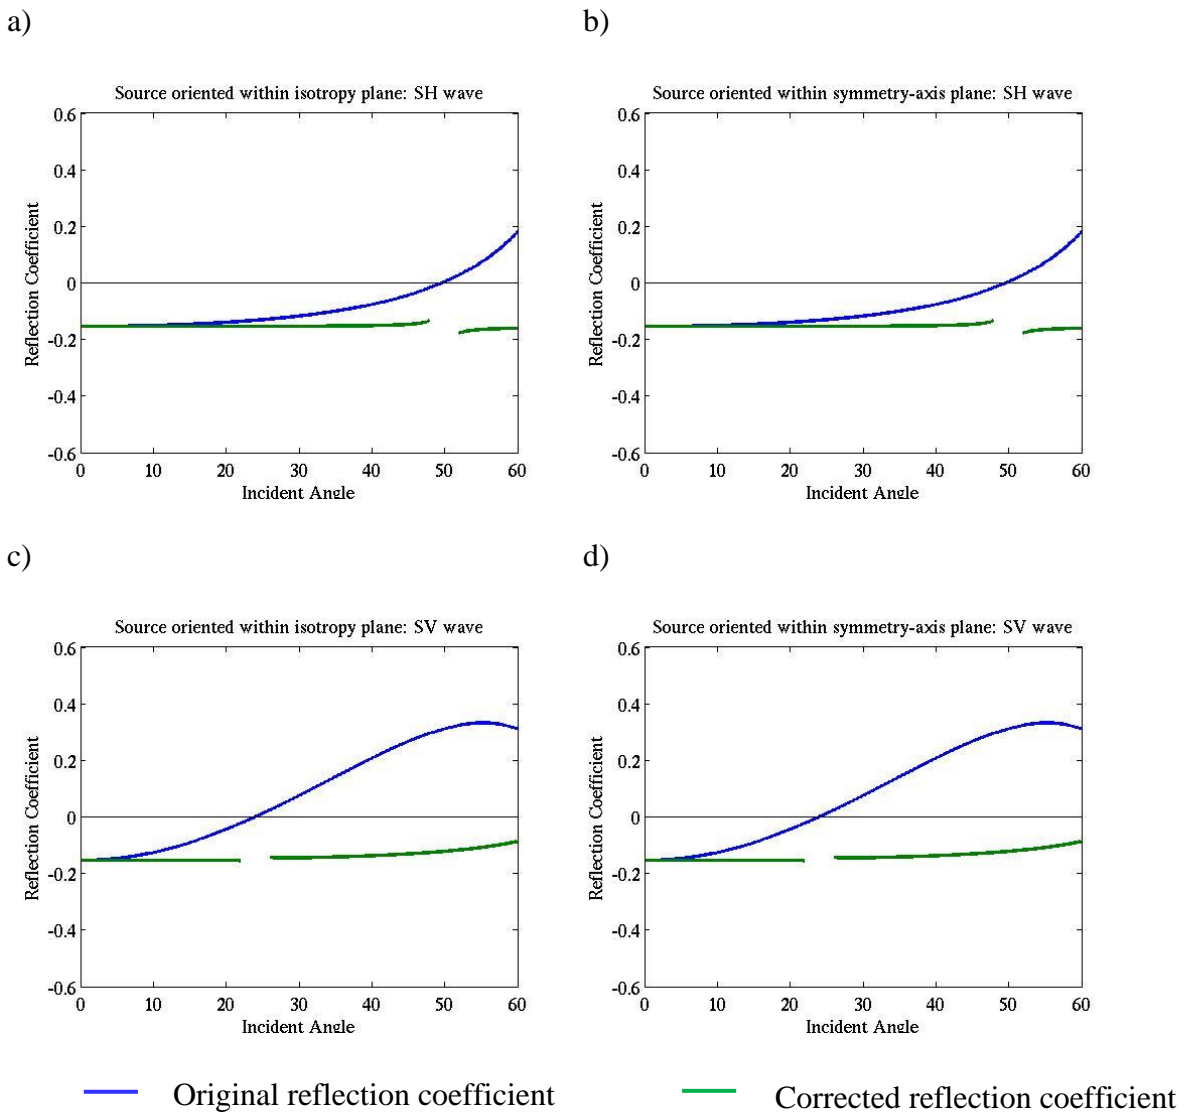 a)
b)
Source oriented within isotropy plane: SH wave
0.6
0.4
0.2
0
-0.2
-0.4
-0.6
Reflection Coefficient
0 10 20 30 40 50 60
Incident Angle
Source oriented within symmetry-axis plane: SH wave
0.6
0.4
0.2
0
-0.2
-0.4
-0.6
Reflection Coefficient
0 10 20 30 40 50 60
Incident Angle
c)
d)
Source oriented within isotropy plane: SV wave
0.6
0.4
0.2
0
-0.2
-0.4
-0.6
Reflection Coefficient
0 10 20 30 40 50 60
Incident Angle
Source oriented within symmetry-axis plane: SV wave
0.6
0.4
0.2
0
-0.2
-0.4
-0.6
Reflection Coefficient
0 10 20 30 40 50 60
Incident Angle
Original reflection coefficient
Corrected reflection coefficient